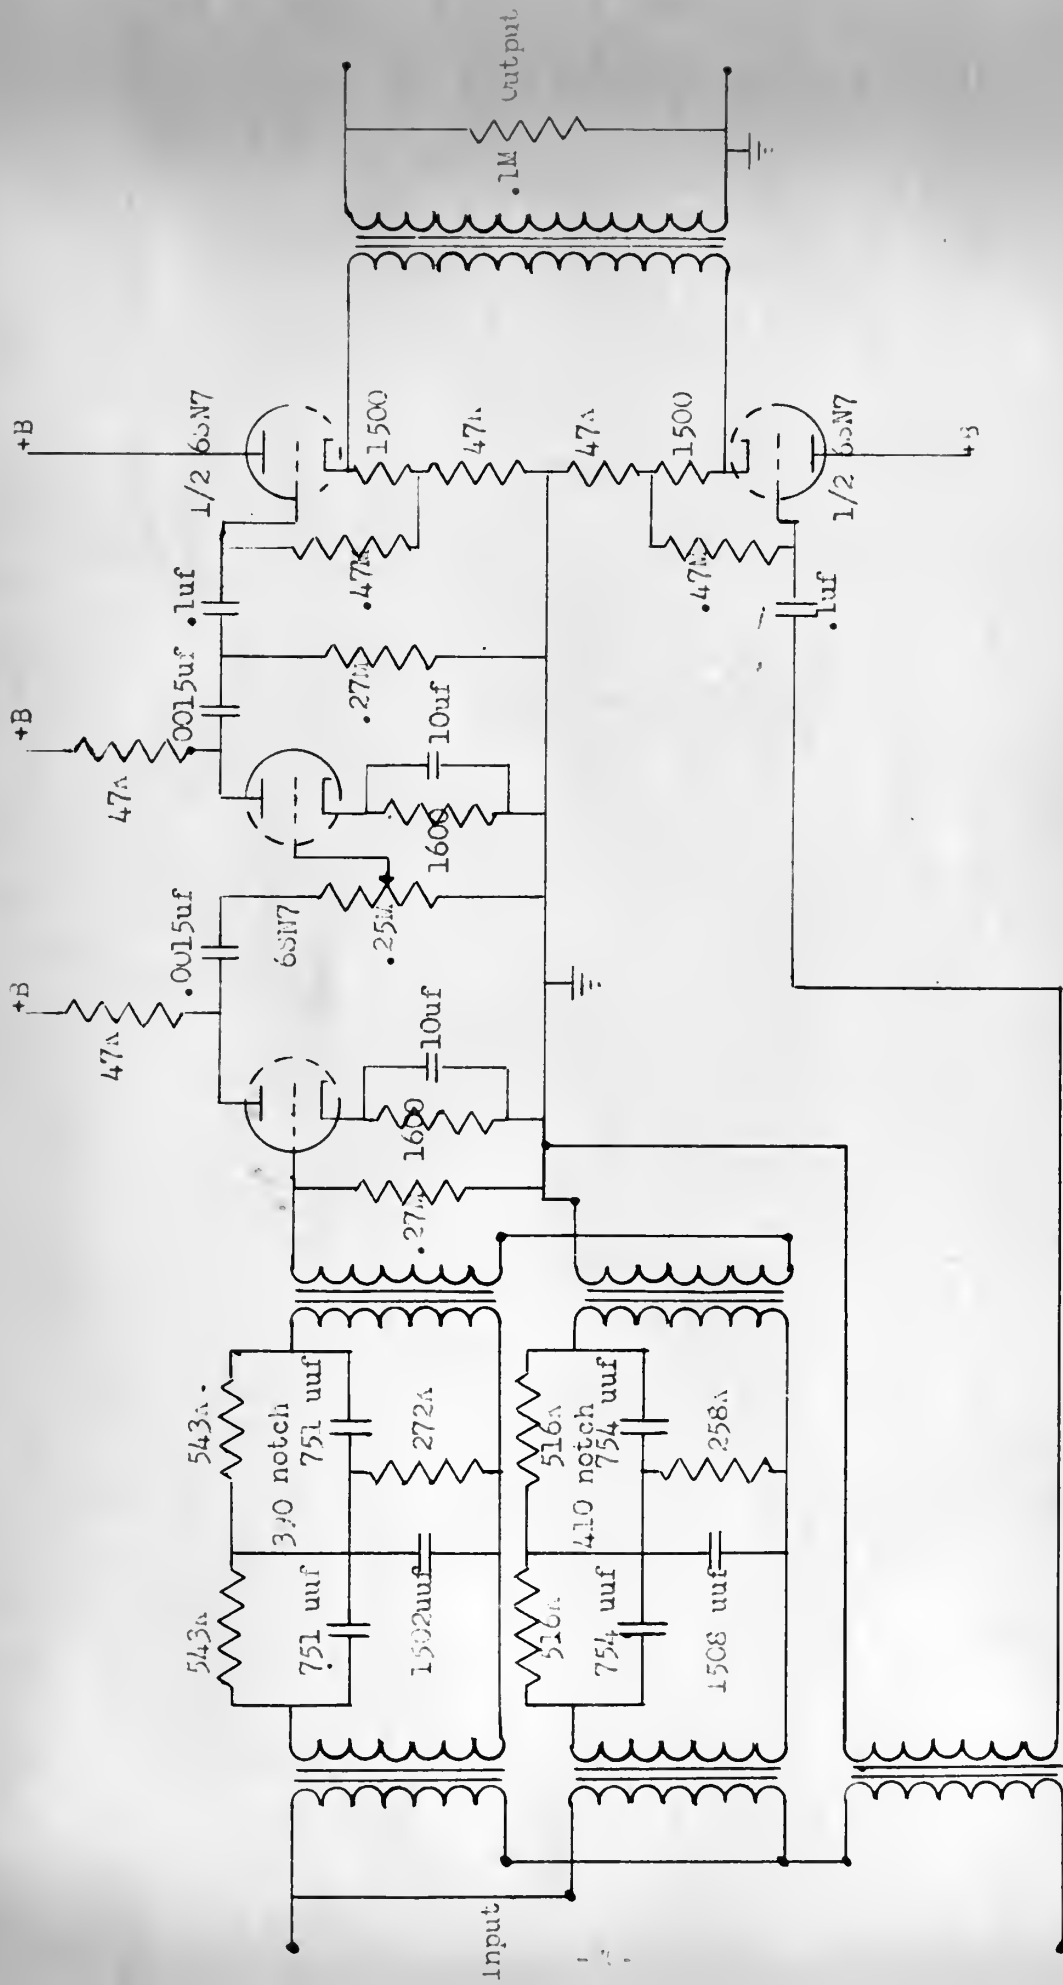 +B
+B
+B
47K
47K
.0015uf
.0015uf
.1uf
1/2 6SN7
6SN7
.25M
.27M
.27M
.47M
1600
10uf
1600
10uf
1500
47K
47K
1500
.47M
.1uf
1/2 6SN7
+B
.1M
Output
543K
543K
390 notch
751 uuf
751 uuf
272K
1502uuf
516K
516K
410 notch
754 uuf
754 uuf
258K
1508 uuf
Input